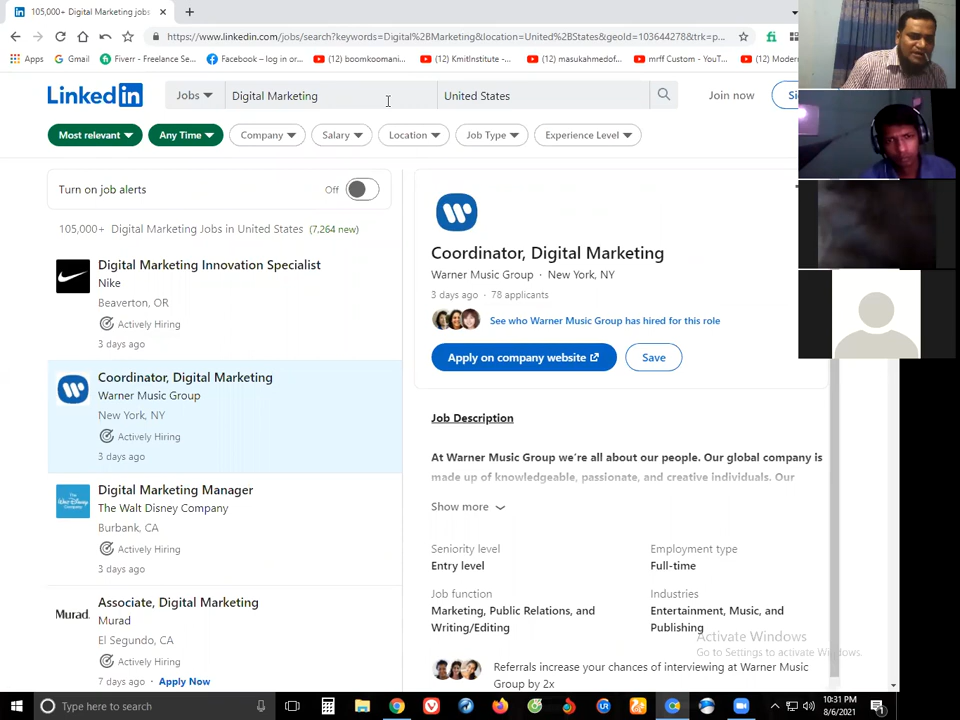 105,000+ Digital Marketing jobs
https://www.linkedin.com/jobs/search?keywords=Digital%2BMarketing&location=United%2BStates&geoId=103644278&trk=p...
Apps
Gmail
Fiverr - Freelance Se...
Facebook – log in or...
(12) boomkoomani...
(12) KmitInstitute - ...
(12) masukahmedof...
mrff Custom - YouT...
(12) Modern
Linkedin
Jobs
Digital Marketing
United States
Join now
Most relevant
Any Time
Company
Salary
Location
Job Type
Experience Level
Turn on job alerts
Off
105,000+ Digital Marketing Jobs in United States (7,264 new)
Digital Marketing Innovation Specialist
Nike
Beaverton, OR
Actively Hiring
3 days ago
Coordinator, Digital Marketing
Warner Music Group
New York, NY
Actively Hiring
3 days ago
The Walt Disney Company
Digital Marketing Manager
The Walt Disney Company
Burbank, CA
Actively Hiring
3 days ago
Murad.
Associate, Digital Marketing
Murad
El Segundo, CA
Actively Hiring
7 days ago Apply Now
Coordinator, Digital Marketing
Warner Music Group · New York, NY
3 days ago · 78 applicants
See who Warner Music Group has hired for this role
Apply on company website
Save
Job Description
At Warner Music Group we're all about our people. Our global company is
made up of knowledgeable, passionate, and creative individuals. Our
Show more
Seniority level
Entry level
Employment type
Full-time
Job function
Marketing, Public Relations, and
Writing/Editing
Industries
Entertainment, Music, and
Publishing
Referrals increase your chances of interviewing at Warner Music
Group by 2x
Activate Windows
Go to Settings to activate Windows.
Type here to search
10:31 PM
8/6/2021